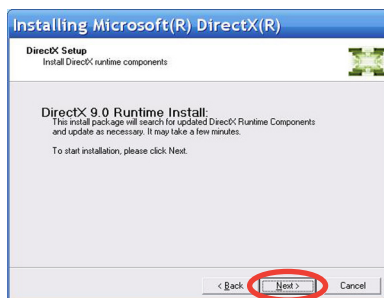 Installing Microsoft(R) DirectX(R)
DirectX Setup
Install DirectX runtime components
DirectX 9.0 Runtime Install:
This install package will search for updated DirectX Runtime Components
and update as necessary. It may take a few minutes.
To start installation, please click Next.
< Back Next > Cancel